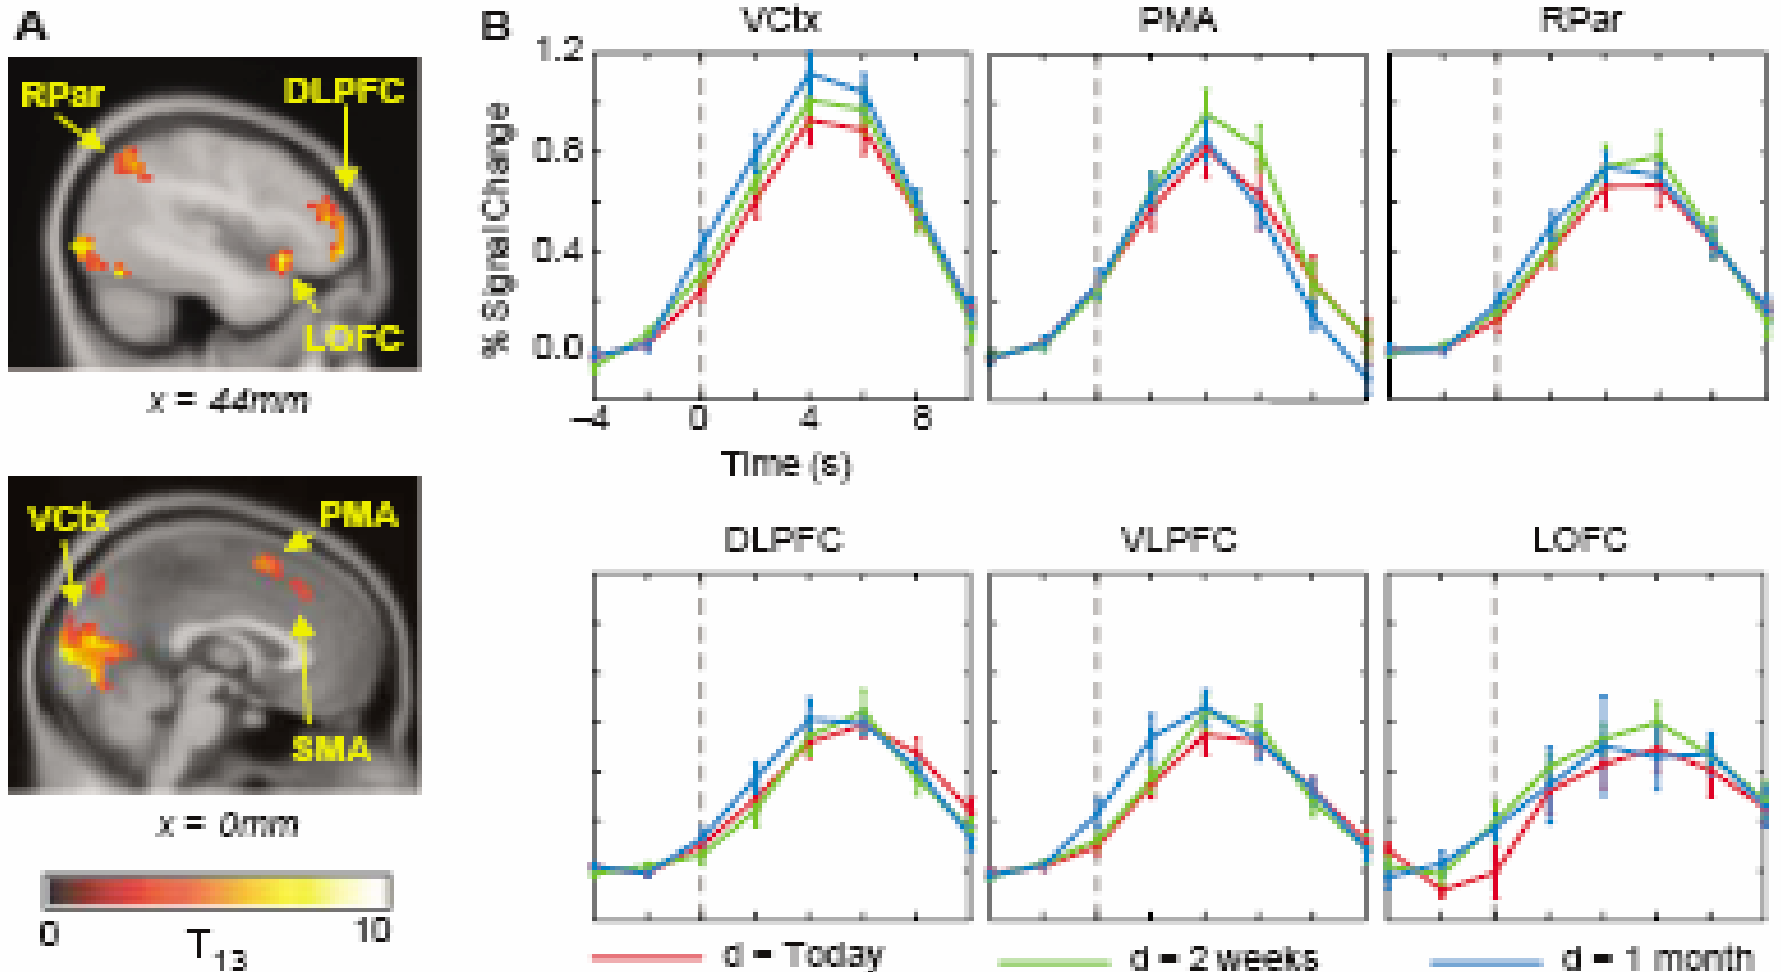 A
RPar
DLPFC
LOFC
x = 44mm
VCtx
PMA
SMA
x = 0mm
0
10
T13
B
VCtx
PMA
RPar
% Signal Change
1.2
0.8
0.4
0.0
−4
0
4
8
Time (s)
DLPFC
VLPFC
LOFC
d = Today
d = 2 weeks
d = 1 month